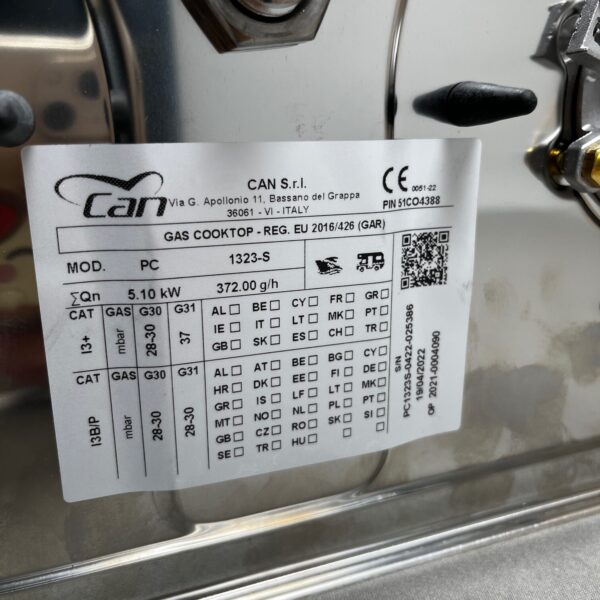 Can
CAN S.r.l.
Via G. Apollonio 11, Bassano del Grappa
36061 - VI - ITALY
CE 0051-22
PIN 51CO4388
GAS COOKTOP - REG. EU 2016/426 (GAR)
MOD. PC 1323-S
∑Qn 5.10 kW 372.00 g/h
CAT GAS G30 G31
I3+ mbar 28-30 37
AL BE CY FR GR
IE IT LT MK PT
GB SK ES CH TR
CAT GAS G30 G31
I3B/P mbar 28-30 28-30
AL AT BE BG CY
HR DK EE FI DE
GR IS LF LT MK
MT NO NL PL PT
GB CZ RO SK SI
SE TR HU
S/N
PC1323S-0422-025386
19/04/2022
OP 2021-0004090